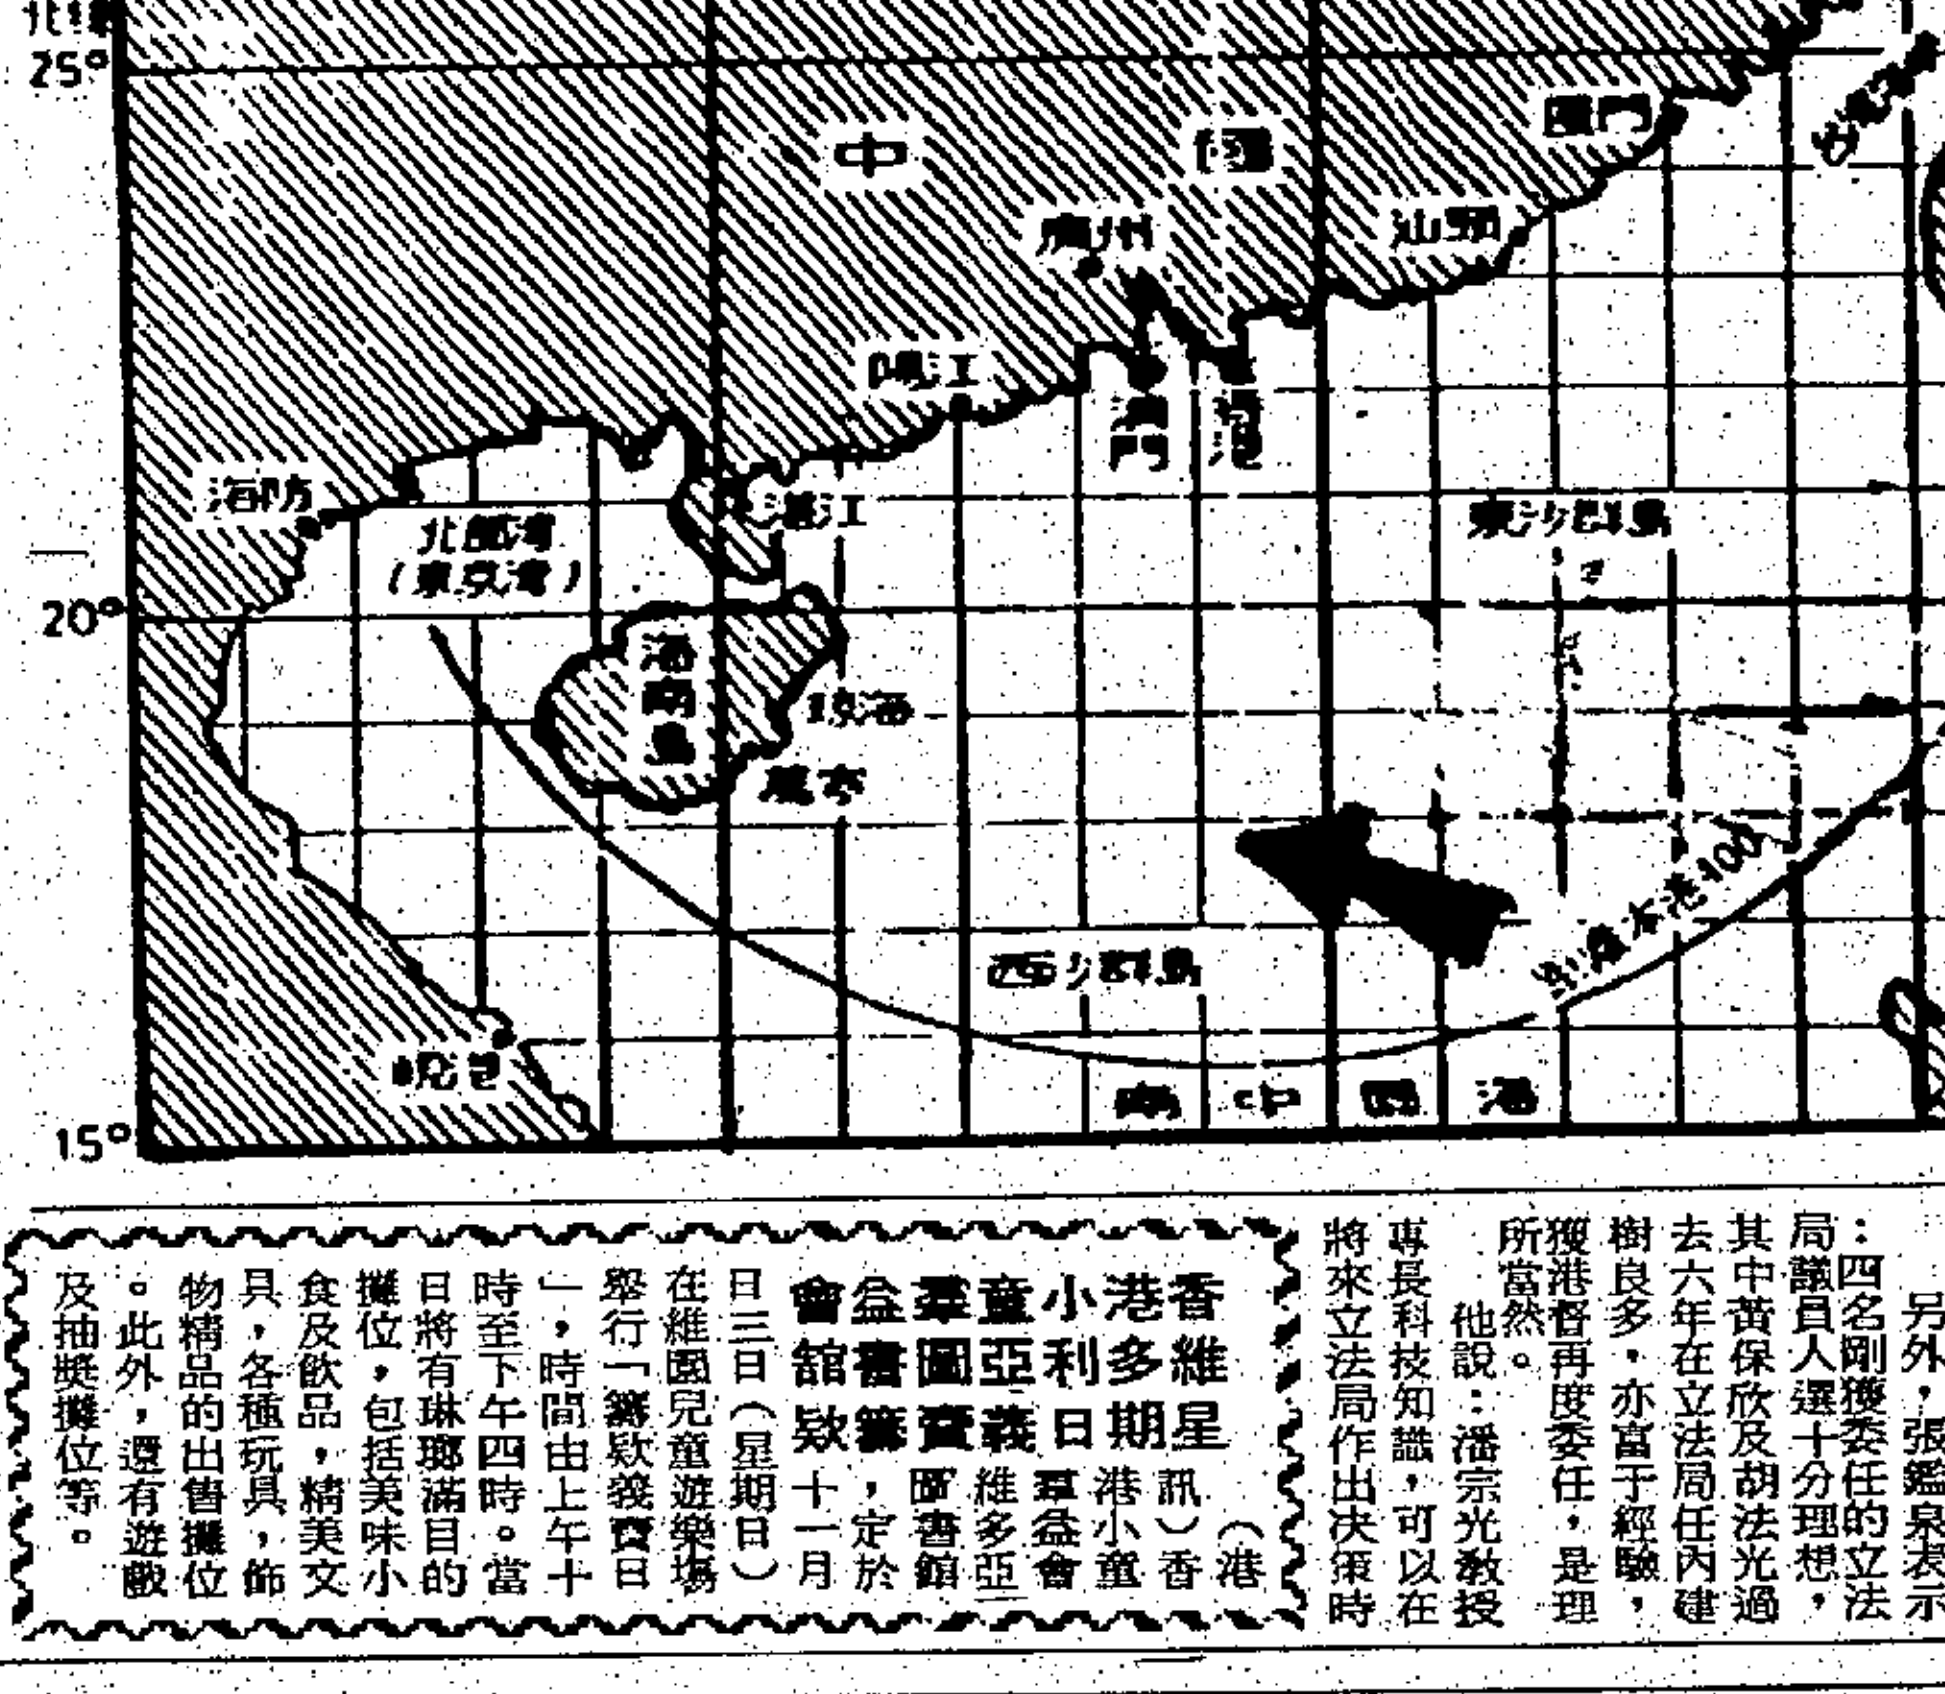 北緯
25°
20°
15°
中國
廈門
汕頭
廣州
陽江
澳門
香港
湛江
海防
北部灣
(東京灣)
海南島
瓊海
陵水
東沙群島
西沙群島
峴港
南中國海
另外，張鑑泉表示
：四名剛獲委任的立法
局議員人選十分理想，
其中黃保欣及胡法光過
去六年在立法局任內建
樹良多，亦富于經驗，
獲港督再度委任，是理
所當然。
他說：潘宗光教授
專長科技知識，可以在
將來立法局作出決策時
香港小童羣益會
維多利亞圖書館
星期日義賣籌欵
（港
訊）香
港小童
羣益會
維多亞
圖書館
，定於
十一月
日三日（星期日）
在維園兒童遊樂場
舉行「籌欵義賣日
」，時間由上午十
時至下午四時。當
日將有琳瑯滿目的
攤位，包括美味小
食及飲品，精美文
具，各種玩具，飾
物精品的出售攤位
。此外，還有遊戲
及抽獎攤位等。